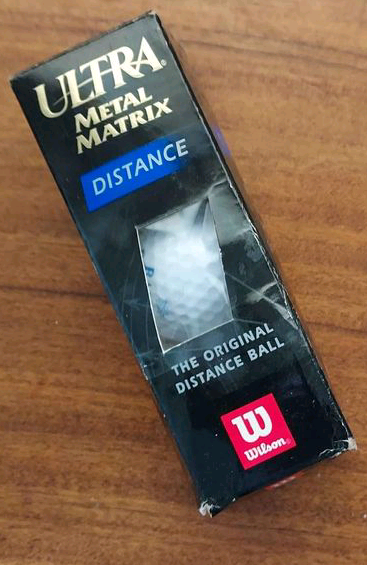 ULTRA®
METAL
MATRIX
DISTANCE
THE ORIGINAL
DISTANCE BALL
W
Wilson®